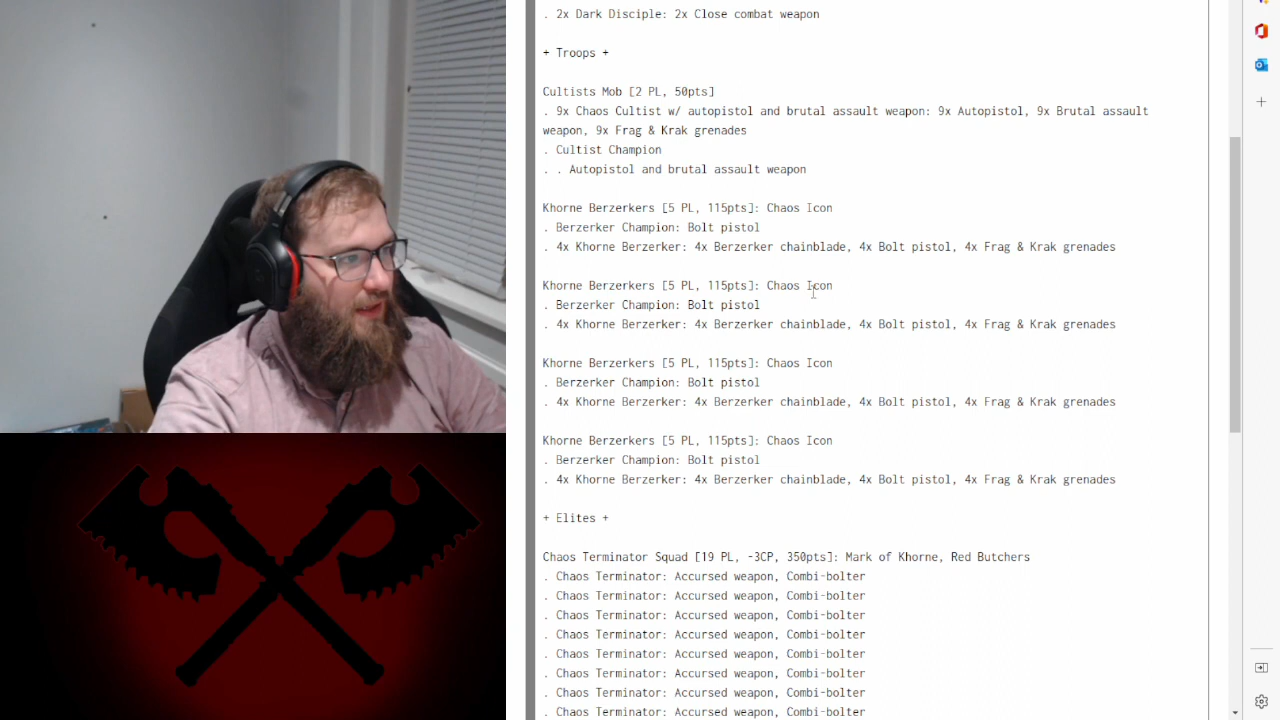 . 2x Dark Disciple: 2x Close combat weapon
+ Troops +
Cultists Mob [2 PL, 50pts]
. 9x Chaos Cultist w/ autopistol and brutal assault weapon: 9x Autopistol, 9x Brutal assault
weapon, 9x Frag & Krak grenades
. Cultist Champion
. . Autopistol and brutal assault weapon
Khorne Berzerkers [5 PL, 115pts]: Chaos Icon
. Berzerker Champion: Bolt pistol
. 4x Khorne Berzerker: 4x Berzerker chainblade, 4x Bolt pistol, 4x Frag & Krak grenades
Khorne Berzerkers [5 PL, 115pts]: Chaos Icon
. Berzerker Champion: Bolt pistol
. 4x Khorne Berzerker: 4x Berzerker chainblade, 4x Bolt pistol, 4x Frag & Krak grenades
Khorne Berzerkers [5 PL, 115pts]: Chaos Icon
. Berzerker Champion: Bolt pistol
. 4x Khorne Berzerker: 4x Berzerker chainblade, 4x Bolt pistol, 4x Frag & Krak grenades
Khorne Berzerkers [5 PL, 115pts]: Chaos Icon
. Berzerker Champion: Bolt pistol
. 4x Khorne Berzerker: 4x Berzerker chainblade, 4x Bolt pistol, 4x Frag & Krak grenades
+ Elites +
Chaos Terminator Squad [19 PL, -3CP, 350pts]: Mark of Khorne, Red Butchers
. Chaos Terminator: Accursed weapon, Combi-bolter
. Chaos Terminator: Accursed weapon, Combi-bolter
. Chaos Terminator: Accursed weapon, Combi-bolter
. Chaos Terminator: Accursed weapon, Combi-bolter
. Chaos Terminator: Accursed weapon, Combi-bolter
. Chaos Terminator: Accursed weapon, Combi-bolter
. Chaos Terminator: Accursed weapon, Combi-bolter
. Chaos Terminator: Accursed weapon, Combi-bolter